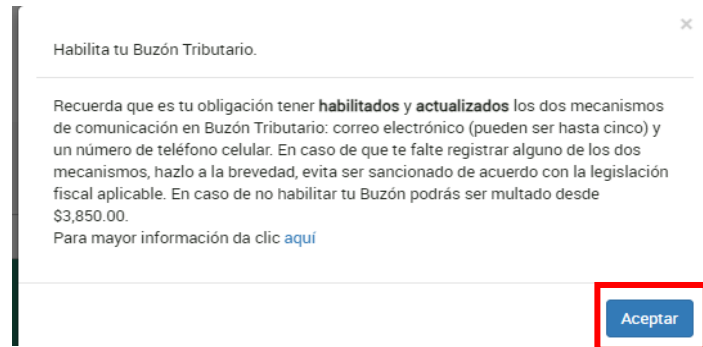 ×
Habilita tu Buzón Tributario.
Recuerda que es tu obligación tener habilitados y actualizados los dos mecanismos
de comunicación en Buzón Tributario: correo electrónico (pueden ser hasta cinco) y
un número de teléfono celular. En caso de que te falte registrar alguno de los dos
mecanismos, hazlo a la brevedad, evita ser sancionado de acuerdo con la legislación
fiscal aplicable. En caso de no habilitar tu Buzón podrás ser multado desde
$3,850.00.
Para mayor información da clic aquí
Aceptar